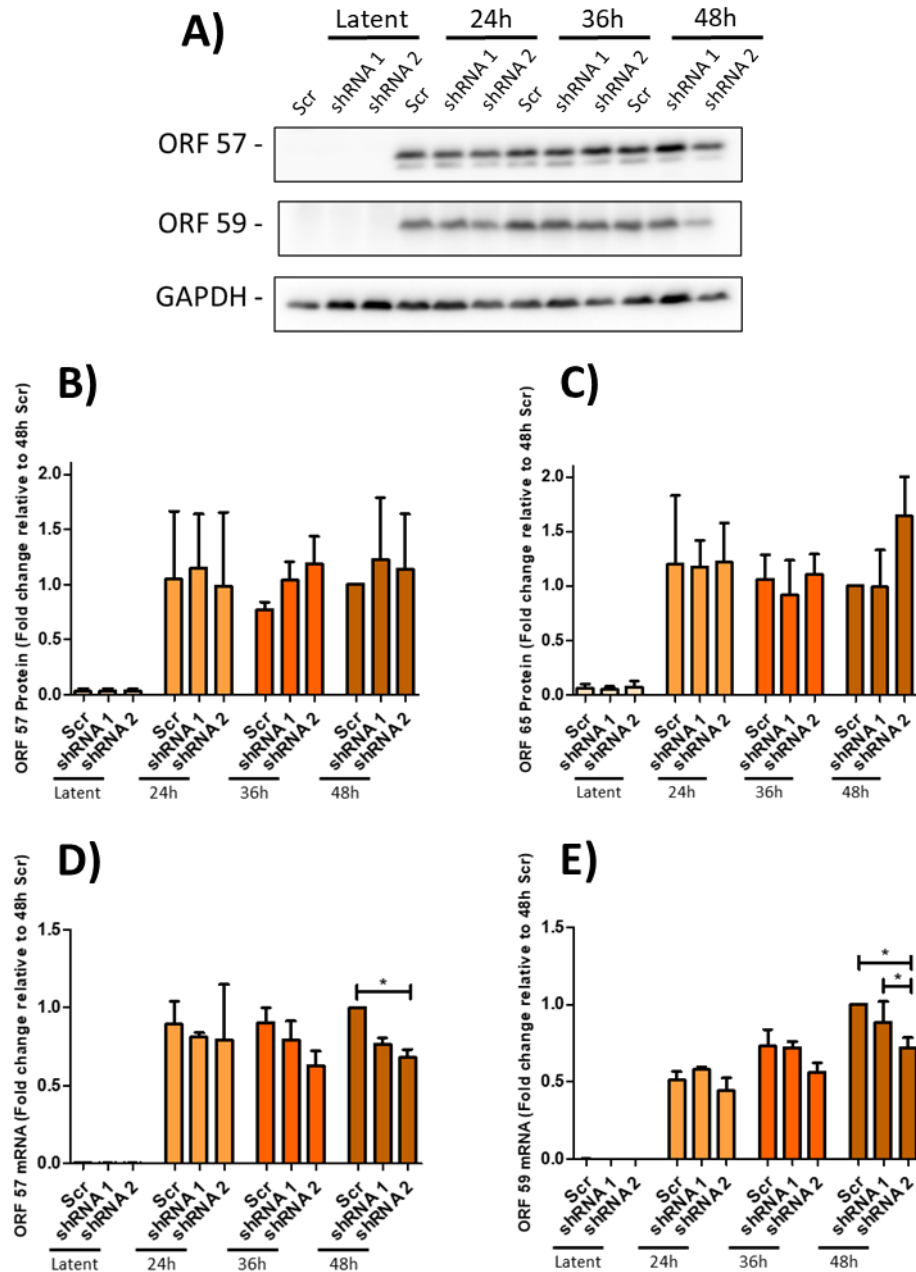 A)
Latent 24h 36h 48h
Scr shRNA 1 shRNA 2 Scr shRNA 1 shRNA 2 Scr shRNA 1 shRNA 2 Scr shRNA 1 shRNA 2
ORF 57 -
ORF 59 -
GAPDH -
B)
ORF 57 Protein (Fold change relative to 48h Scr)
2.0
1.5
1.0
0.5
0.0
Scr shRNA 1 shRNA 2 Scr shRNA 1 shRNA 2 Scr shRNA 1 shRNA 2 Scr shRNA 1 shRNA 2
Latent 24h 36h 48h
C)
ORF 65 Protein (Fold change relative to 48h Scr)
2.0
1.5
1.0
0.5
0.0
Scr shRNA 1 shRNA 2 Scr shRNA 1 shRNA 2 Scr shRNA 1 shRNA 2 Scr shRNA 1 shRNA 2
Latent 24h 36h 48h
D)
ORF 57 mRNA (Fold change relative to 48h Scr)
1.5
1.0
0.5
0.0
*
Scr shRNA 1 shRNA 2 Scr shRNA 1 shRNA 2 Scr shRNA 1 shRNA 2 Scr shRNA 1 shRNA 2
Latent 24h 36h 48h
E)
ORF 59 mRNA (Fold change relative to 48h Scr)
1.5
1.0
0.5
0.0
*
*
Scr shRNA 1 shRNA 2 Scr shRNA 1 shRNA 2 Scr shRNA 1 shRNA 2 Scr shRNA 1 shRNA 2
Latent 24h 36h 48h